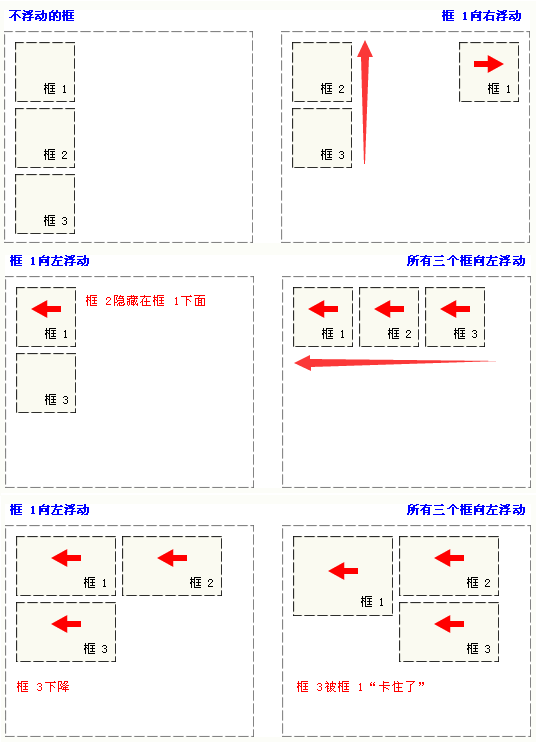 不浮动的框
框 1向右浮动
框 1
框 2
框 3
框 2
框 3
框 1
框 1向左浮动
所有三个框向左浮动
框 2隐藏在框 1下面
框 1
框 3
框 1
框 2
框 3
框 1向左浮动
所有三个框向左浮动
框 1
框 2
框 3
框 3下降
框 1
框 2
框 3
框 3被框 1“卡住了”